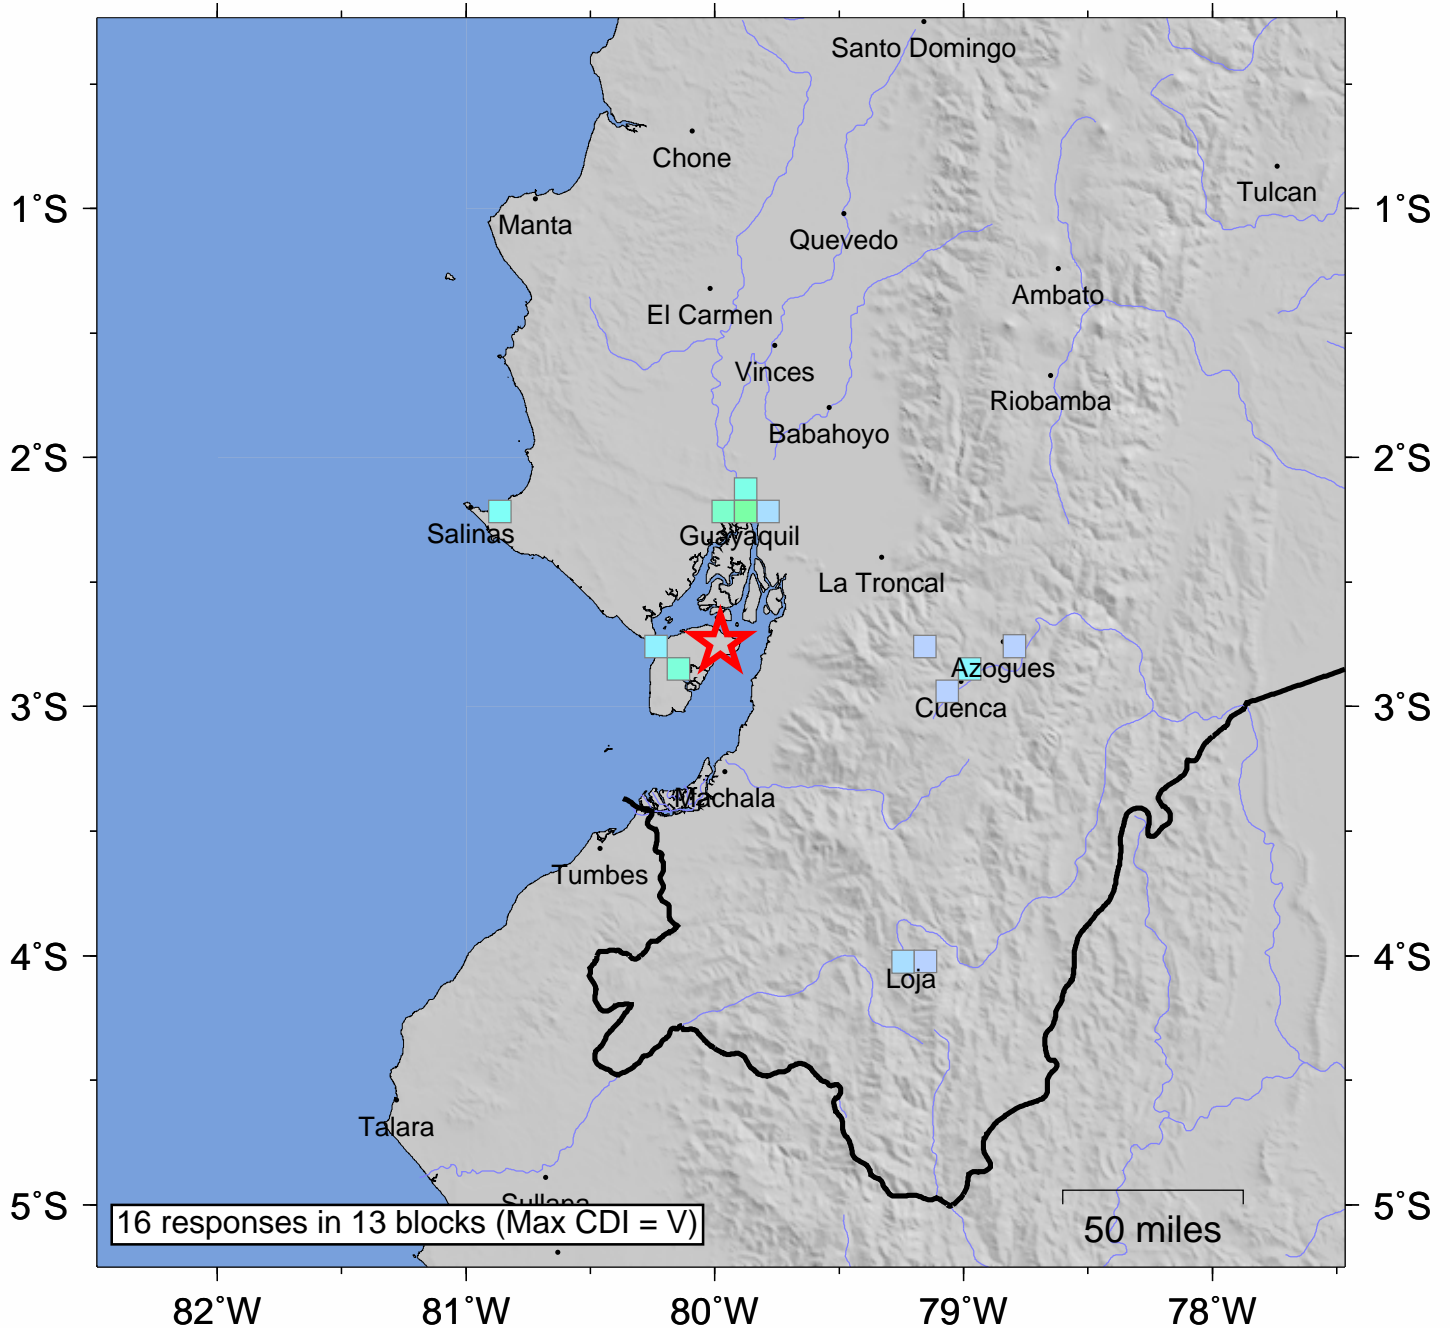 Santo Domingo
Chone
Tulcan
1°S
1°S
Manta
Quevedo
Ambato
El Carmen
Vinces
Riobamba
Babahoyo
2°S
2°S
Salinas
Guayaquil
La Troncal
Azogues
3°S
3°S
Cuenca
Machala
Tumbes
4°S
4°S
Loja
Talara
Sullana
5°S
5°S
16 responses in 13 blocks (Max CDI = V)
50 miles
82°W
81°W
80°W
79°W
78°W